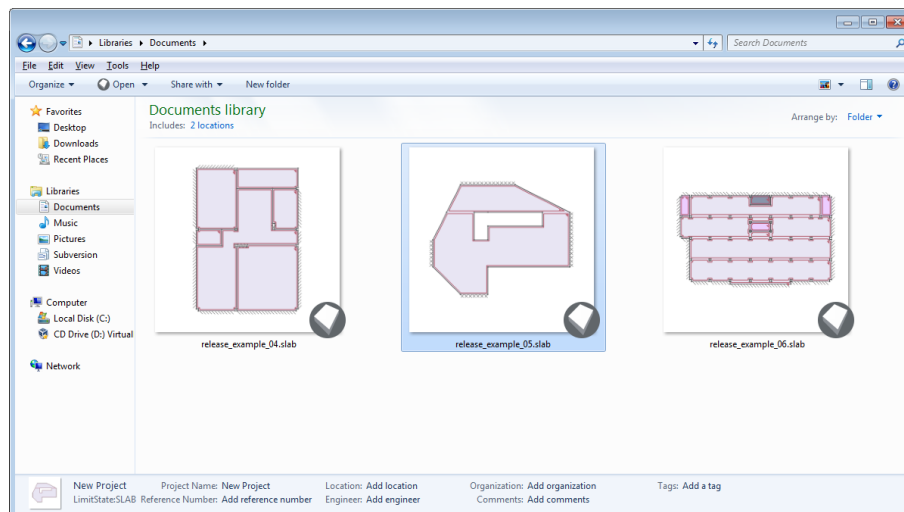 Libraries Documents
Search Documents
File Edit View Tools Help
Organize Open Share with New folder
Favorites
Desktop
Downloads
Recent Places
Libraries
Documents
Music
Pictures
Subversion
Videos
Computer
Local Disk (C:)
CD Drive (D:) Virtual
Network
Documents library
Includes: 2 locations
Arrange by: Folder
release_example_04.slab
release_example_05.slab
release_example_06.slab
New Project Project Name: New Project Location: Add location Organization: Add organization Tags: Add a tag
LimitState:SLAB Reference Number: Add reference number Engineer: Add engineer Comments: Add comments